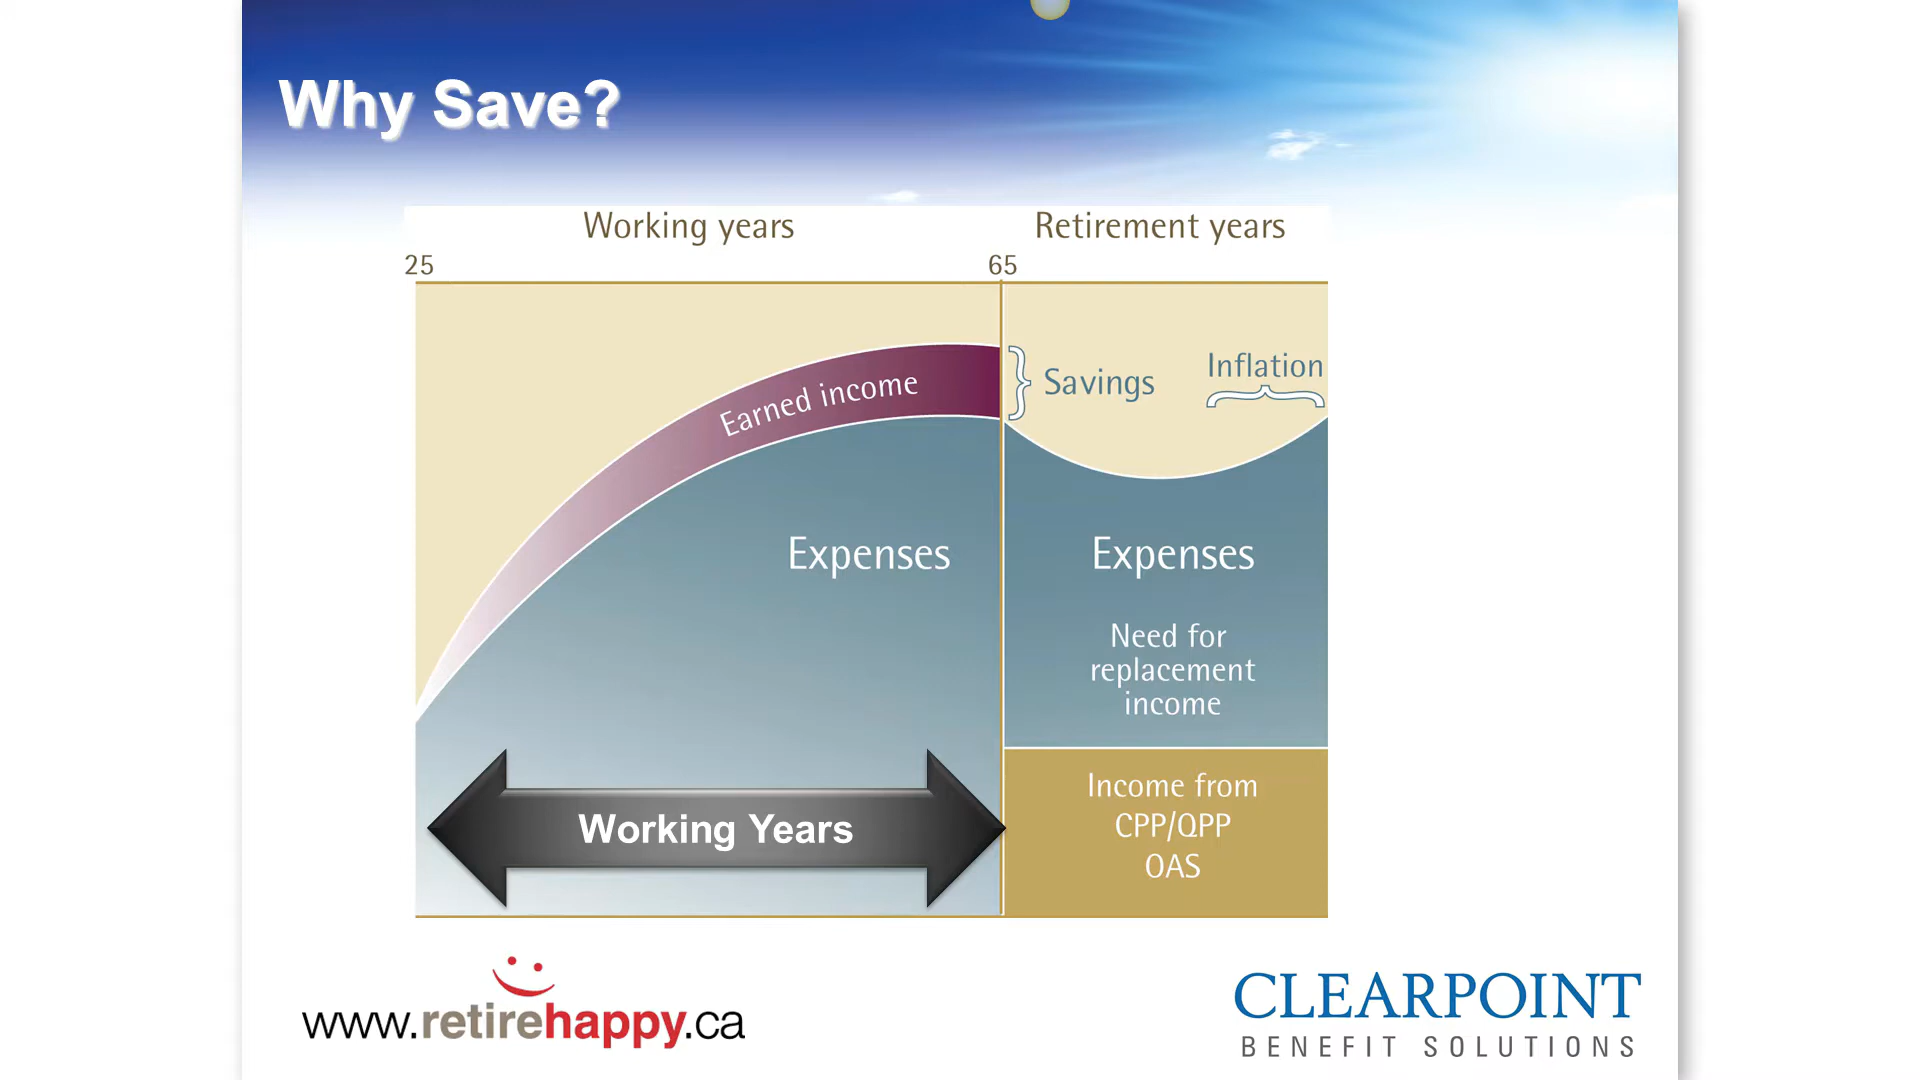 Why Save?
Working years
Retirement years
25
65
Earned income
Savings
Inflation
Expenses
Expenses
Need for
replacement
income
Working Years
Income from
CPP/QPP
OAS
www.retirehappy.ca
CLEARPOINT
BENEFIT SOLUTIONS